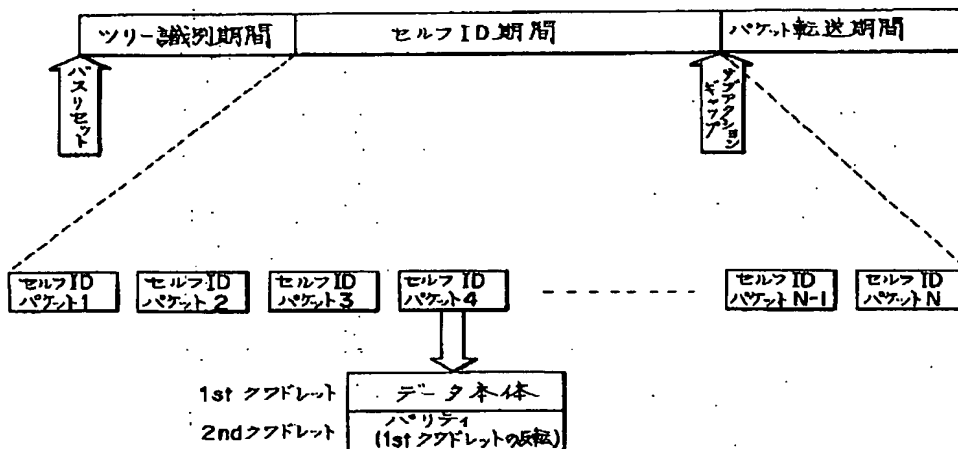 ツリー識別期間
セルフID期間
パケット転送期間
バスリセット
サブアクション
ギャップ
セルフID
パケット1
セルフID
パケット2
セルフID
パケット3
セルフID
パケット4
セルフID
パケットN-1
セルフID
パケットN
1st クワドレット
データ本体
2nd クワドレット
パリティ
(1st クワドレットの反転)